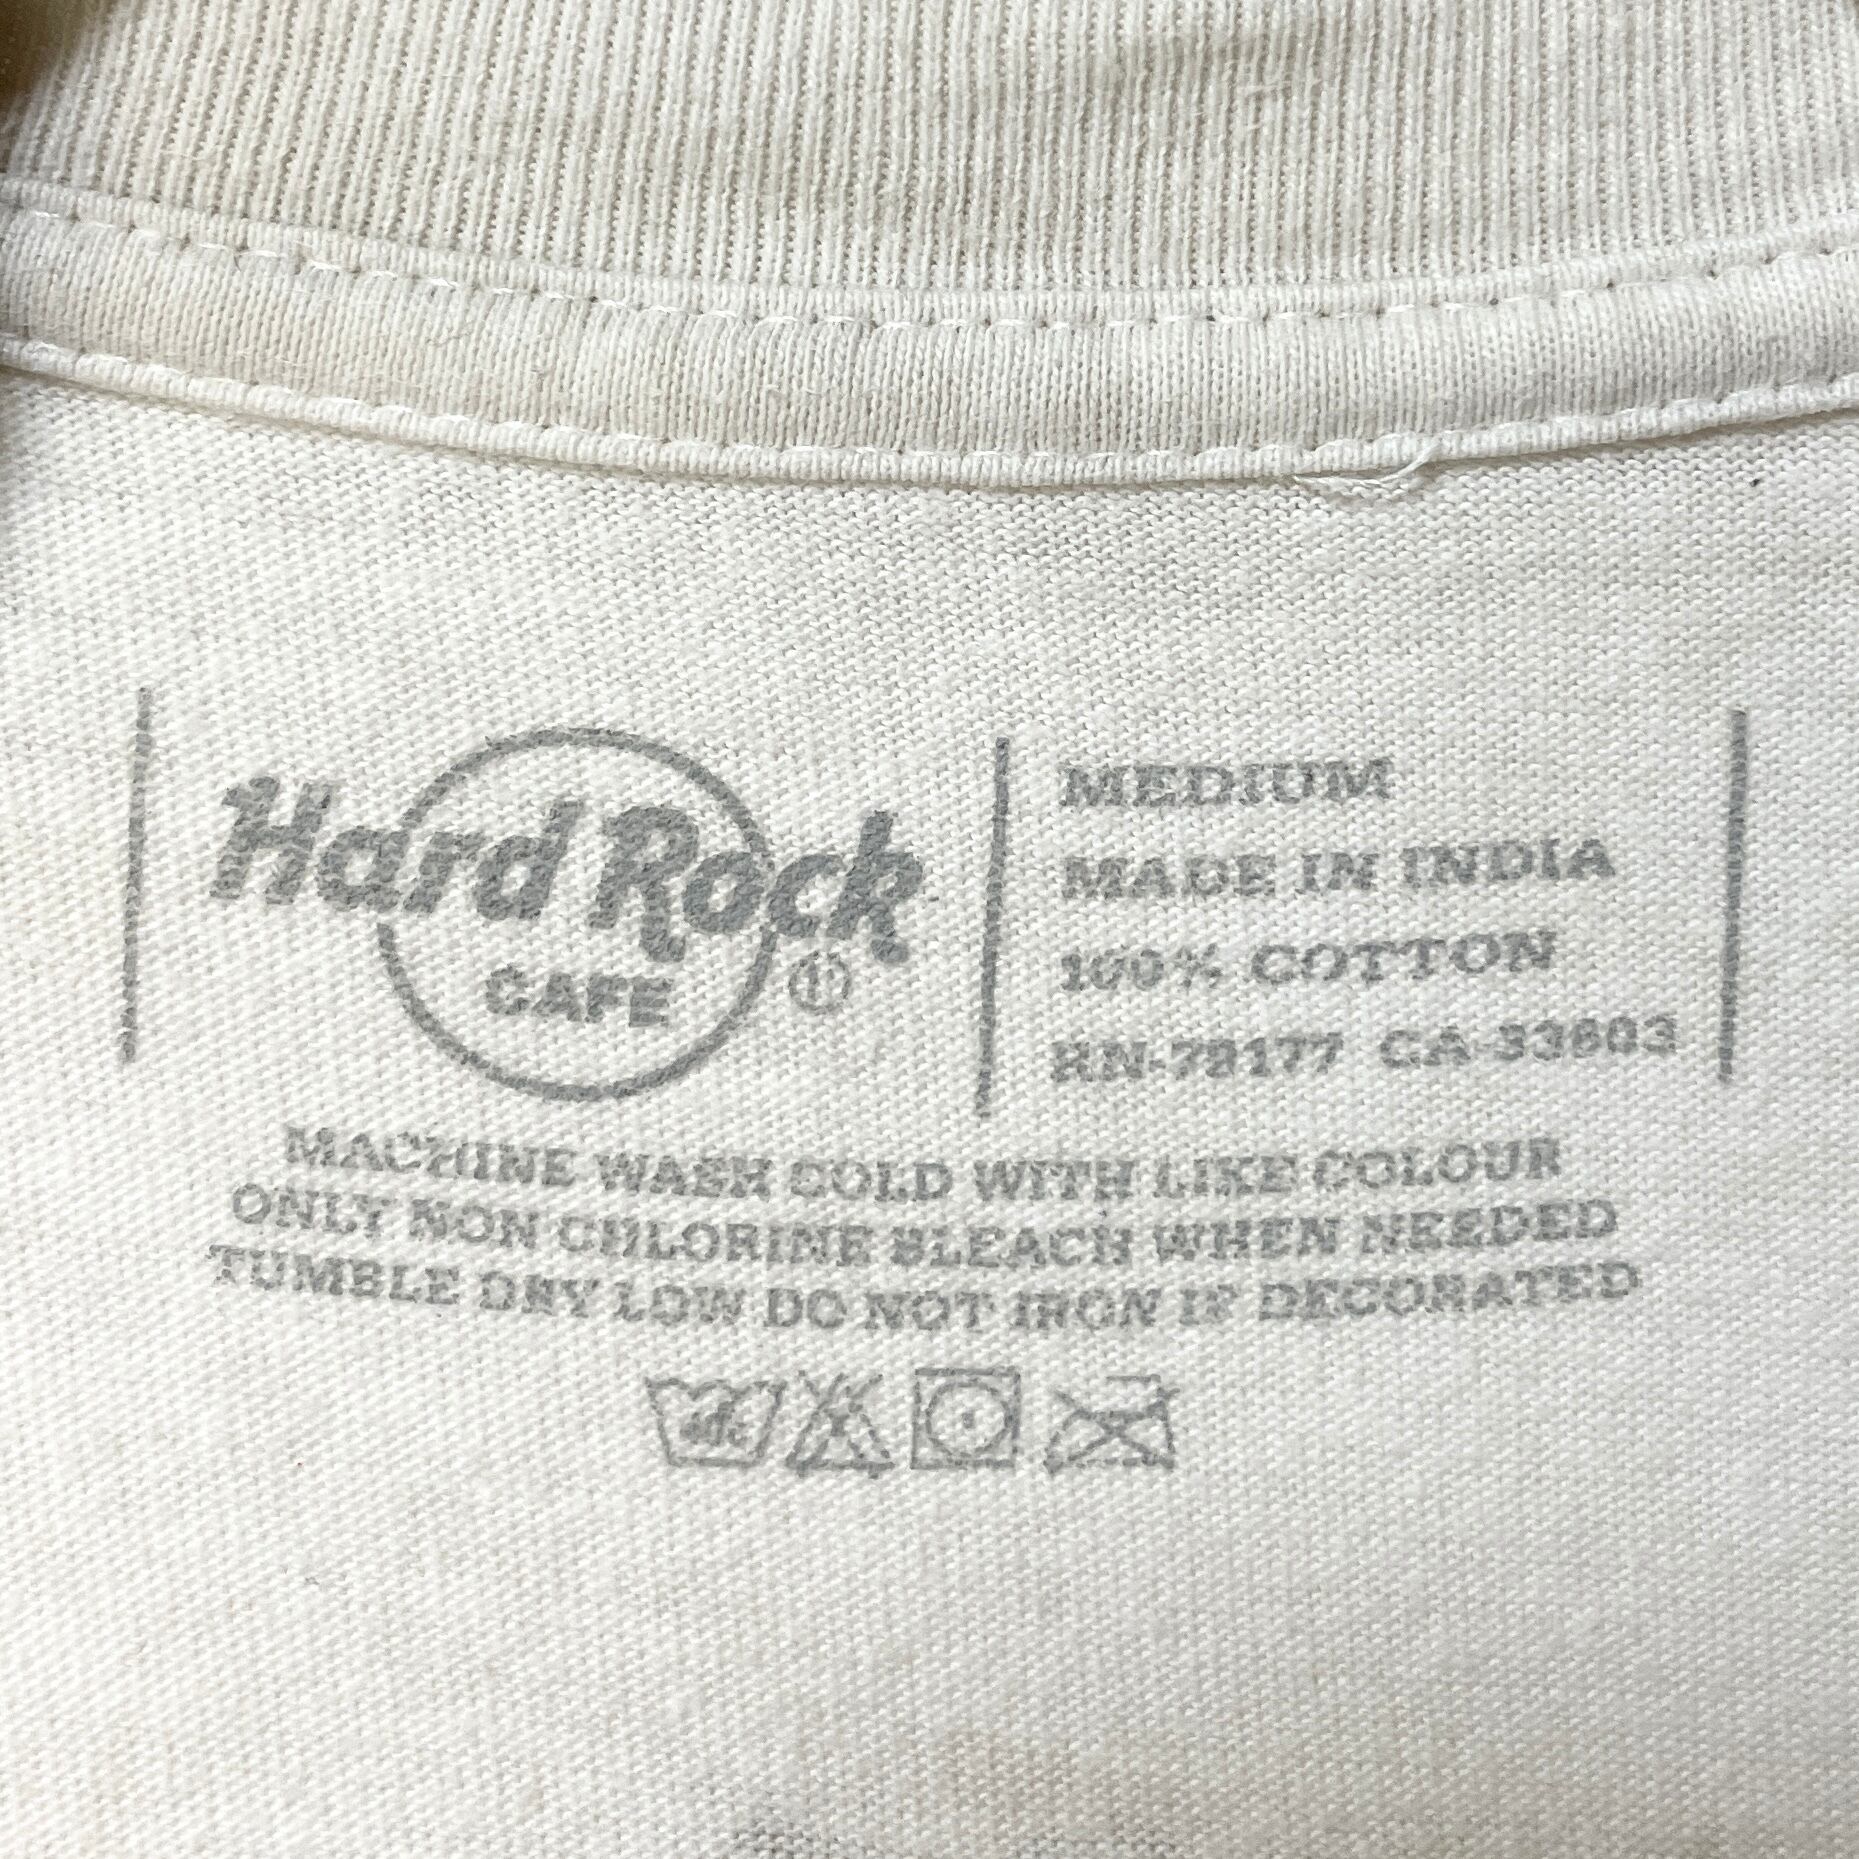 Hard Rock
CAFE
®
MEDIUM
MADE IN INDIA
100% COTTON
RN-78177 CA-33603
MACHINE WASH COLD WITH LIKE COLOUR
ONLY NON CHLORINE BLEACH WHEN NEEDED
TUMBLE DRY LOW DO NOT IRON IF DECORATED